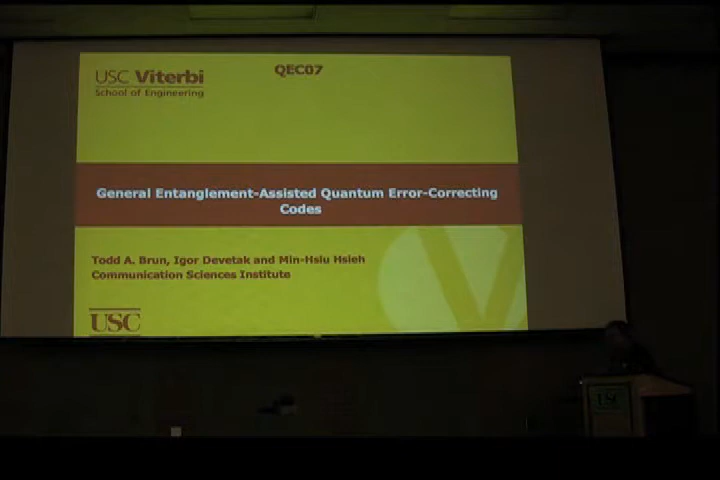 USC Viterbi
School of Engineering
QEC07
General Entanglement-Assisted Quantum Error-Correcting
Codes
Todd A. Brun, Igor Devetak and Min-Hsiu Hsieh
Communication Sciences Institute
USC
USC